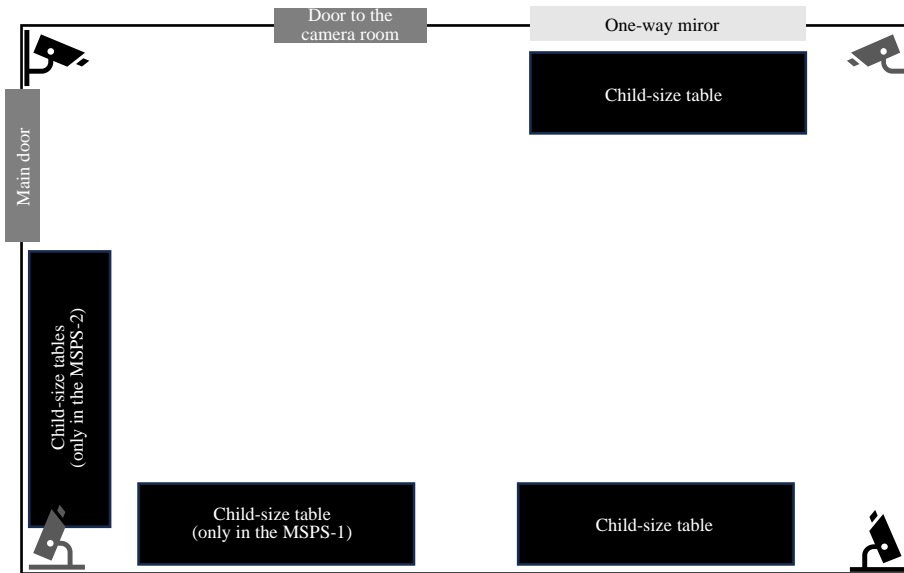 Door to the
camera room
One-way miror
Child-size table
Main door
Child-size tables
(only in the MSPS-2)
Child-size table
(only in the MSPS-1)
Child-size table